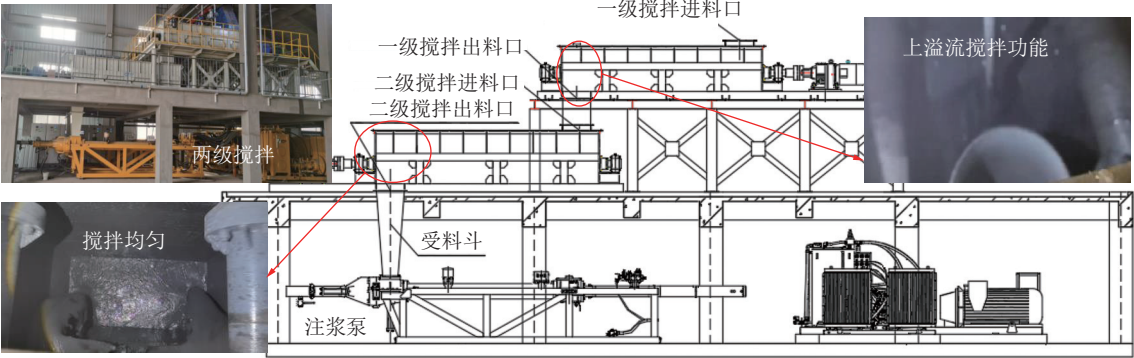 一级搅拌进料口
一级搅拌出料口
二级搅拌进料口
二级搅拌出料口
上溢流搅拌功能
两级搅拌
搅拌均匀
受料斗
注浆泵